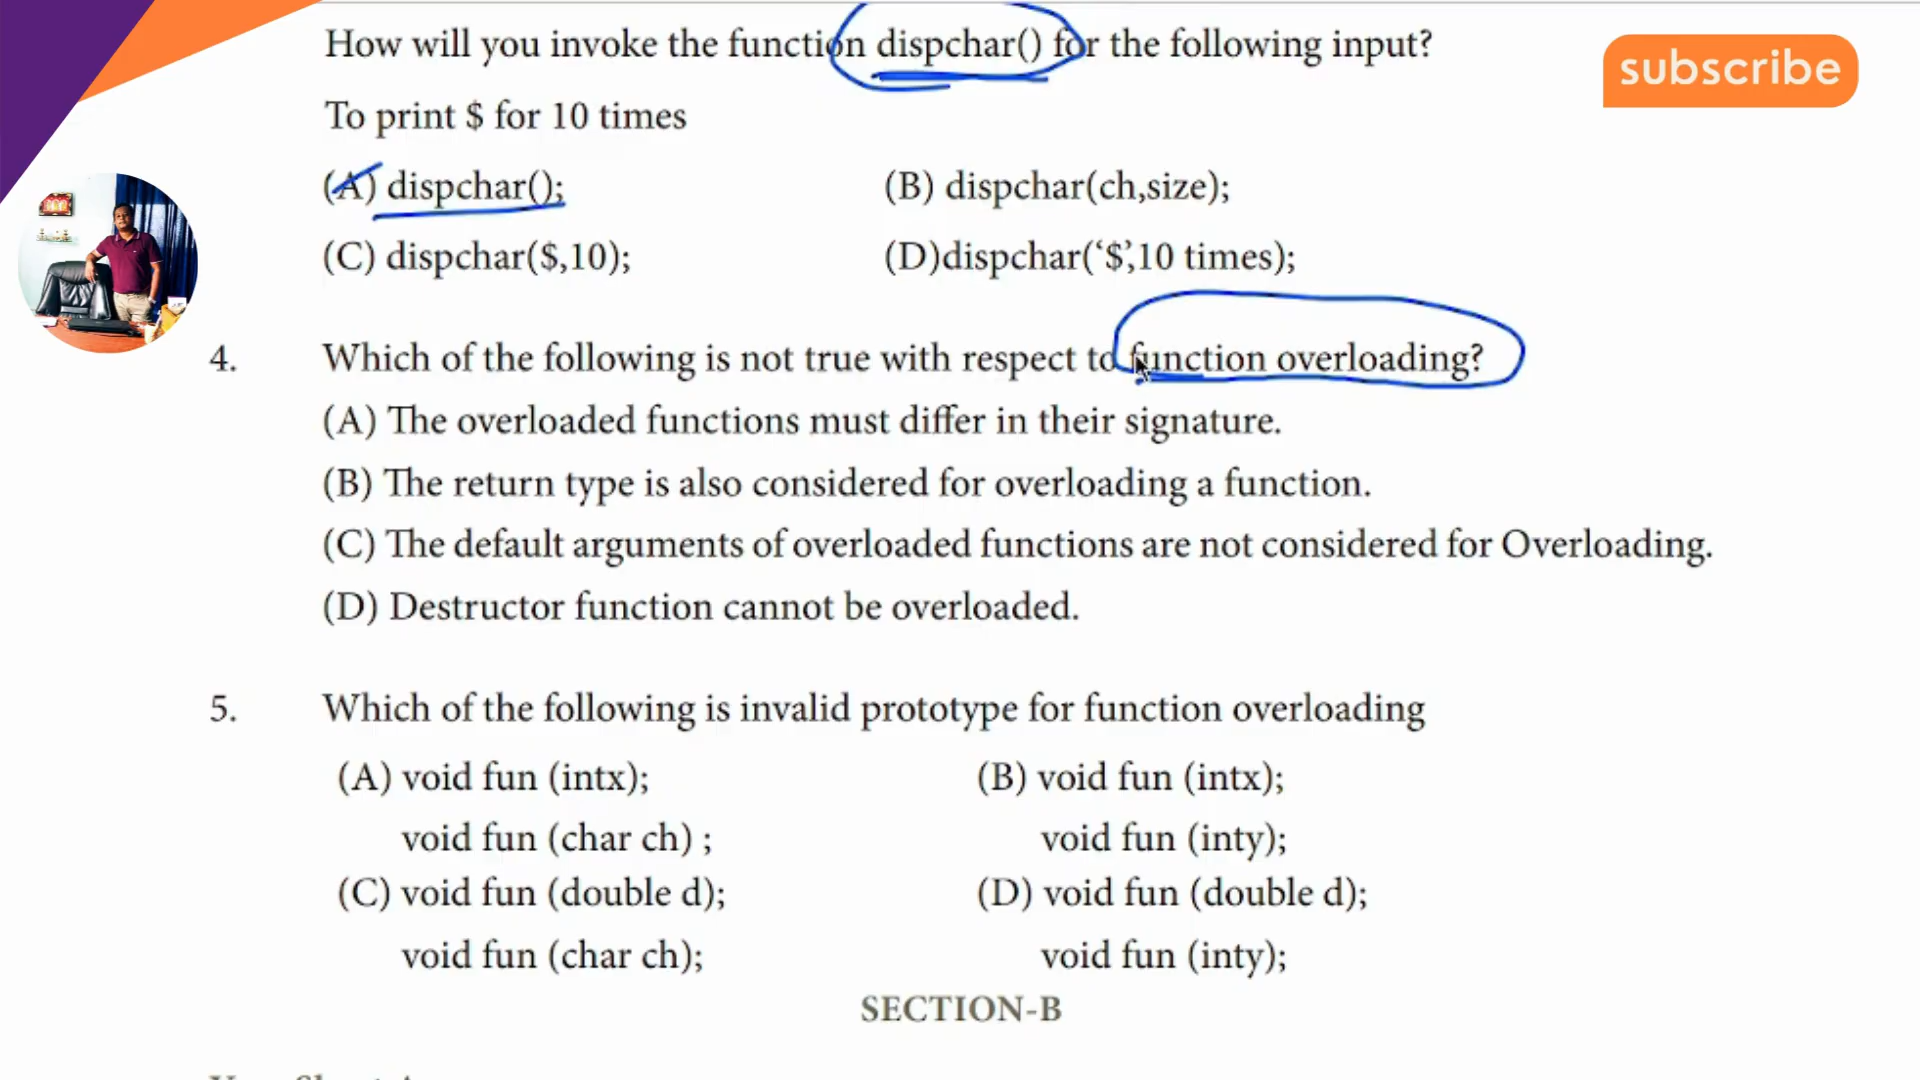 How will you invoke the function dispchar() for the following input?
subscribe
To print $ for 10 times
(A) dispchar();
(B) dispchar(ch,size);
(C) dispchar($,10);
(D)dispchar(‘$’,10 times);
4. Which of the following is not true with respect to function overloading?
(A) The overloaded functions must differ in their signature.
(B) The return type is also considered for overloading a function.
(C) The default arguments of overloaded functions are not considered for Overloading.
(D) Destructor function cannot be overloaded.
5. Which of the following is invalid prototype for function overloading
(A) void fun (intx);
void fun (char ch) ;
(B) void fun (intx);
void fun (inty);
(C) void fun (double d);
void fun (char ch);
(D) void fun (double d);
void fun (inty);
SECTION-B